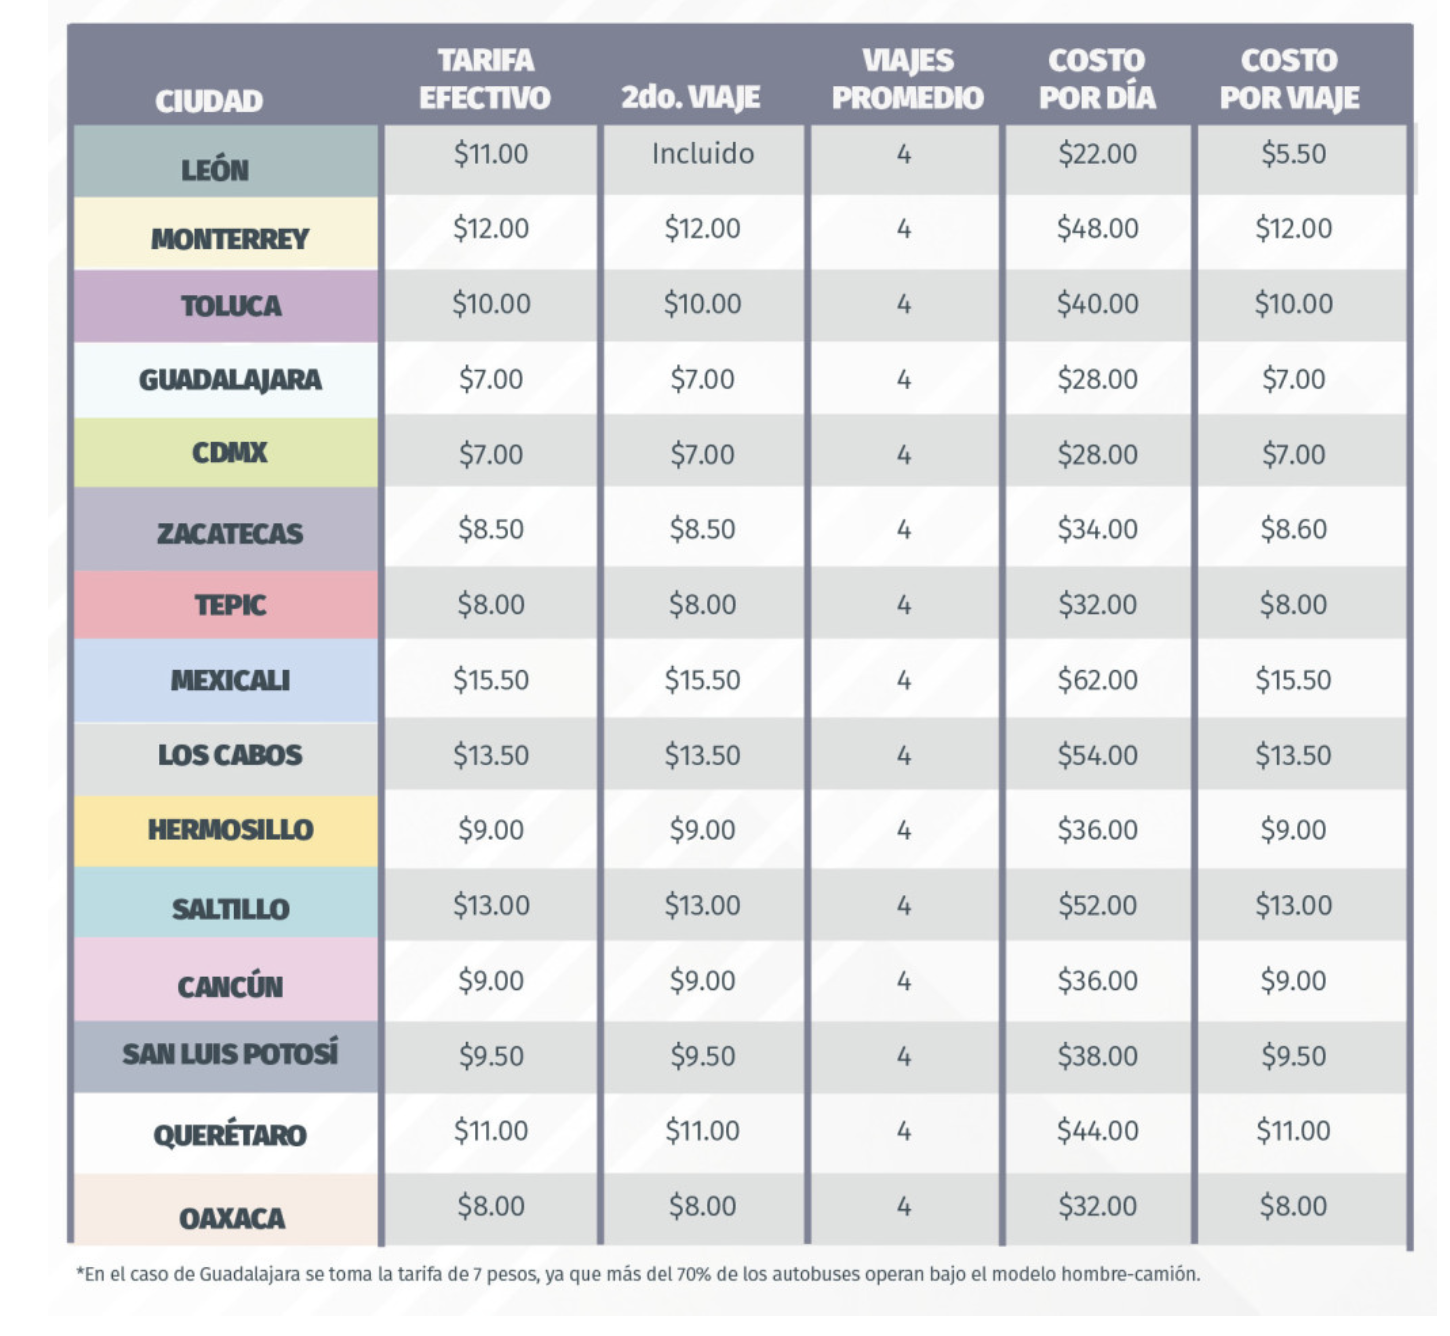 CIUDAD TARIFA EFECTIVO 2do. VIAJE VIAJES PROMEDIO COSTO POR DÍA COSTO POR VIAJE
LEÓN $11.00 Incluido 4 $22.00 $5.50
MONTERREY $12.00 $12.00 4 $48.00 $12.00
TOLUCA $10.00 $10.00 4 $40.00 $10.00
GUADALAJARA $7.00 $7.00 4 $28.00 $7.00
CDMX $7.00 $7.00 4 $28.00 $7.00
ZACATECAS $8.50 $8.50 4 $34.00 $8.60
TEPIC $8.00 $8.00 4 $32.00 $8.00
MEXICALI $15.50 $15.50 4 $62.00 $15.50
LOS CABOS $13.50 $13.50 4 $54.00 $13.50
HERMOSILLO $9.00 $9.00 4 $36.00 $9.00
SALTILLO $13.00 $13.00 4 $52.00 $13.00
CANCÚN $9.00 $9.00 4 $36.00 $9.00
SAN LUIS POTOSÍ $9.50 $9.50 4 $38.00 $9.50
QUERÉTARO $11.00 $11.00 4 $44.00 $11.00
OAXACA $8.00 $8.00 4 $32.00 $8.00
*En el caso de Guadalajara se toma la tarifa de 7 pesos, ya que más del 70% de los autobuses operan bajo el modelo hombre-camión.